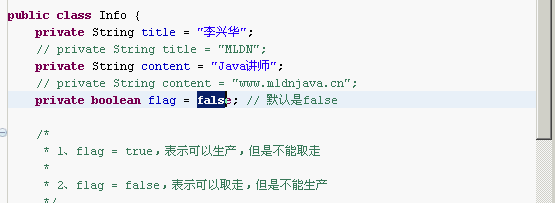 public class Info {
private String title = "李兴华";
// private String title = "MLDN";
private String content = "Java讲师";
// private String content = "www.mldnjava.cn";
private boolean flag = false; // 默认是false
/*
* 1、flag = true，表示可以生产，但是不能取走
*
* 2、flag = false，表示可以取走，但是不能生产
*/